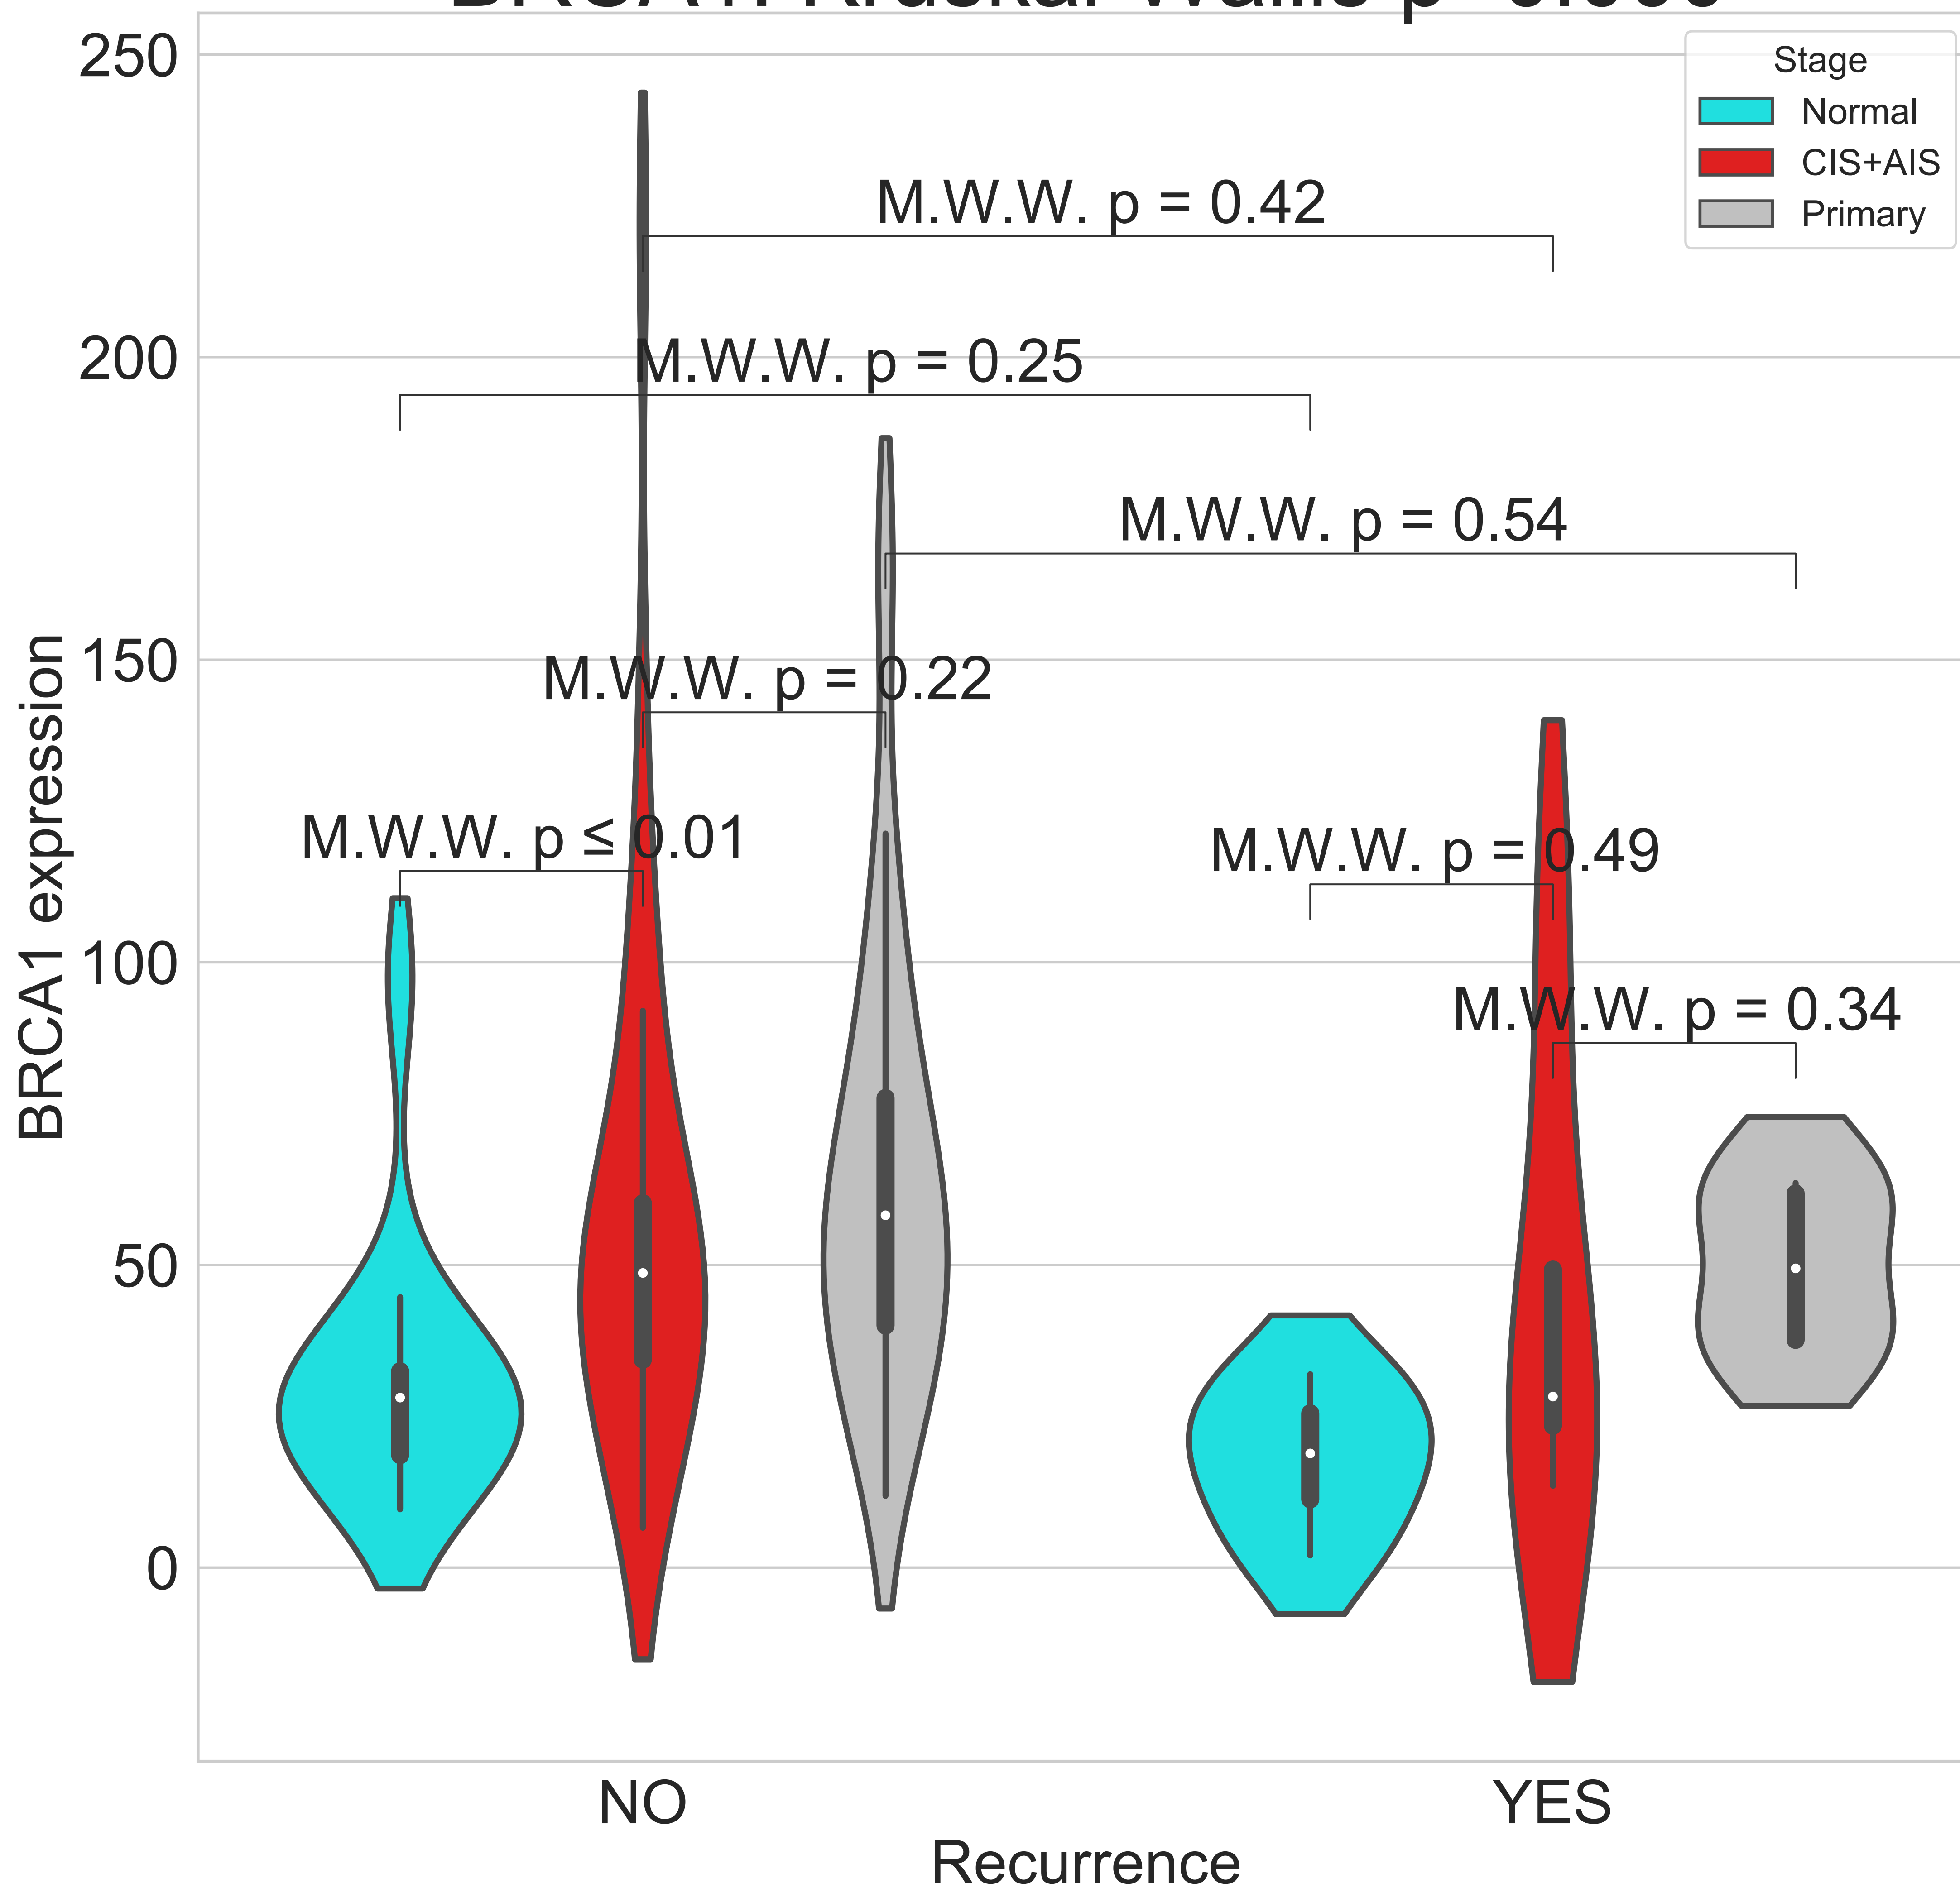 250
Stage
Normal
CIS+AIS
Primary
M.W.W. p = 0.42
200
M.W.W. p = 0.25
M.W.W. p = 0.54
150
M.W.W. p = 0.22
M.W.W. p ≤ 0.01
M.W.W. p = 0.49
100
M.W.W. p = 0.34
BRCA1 expression
50
0
NO
YES
Recurrence